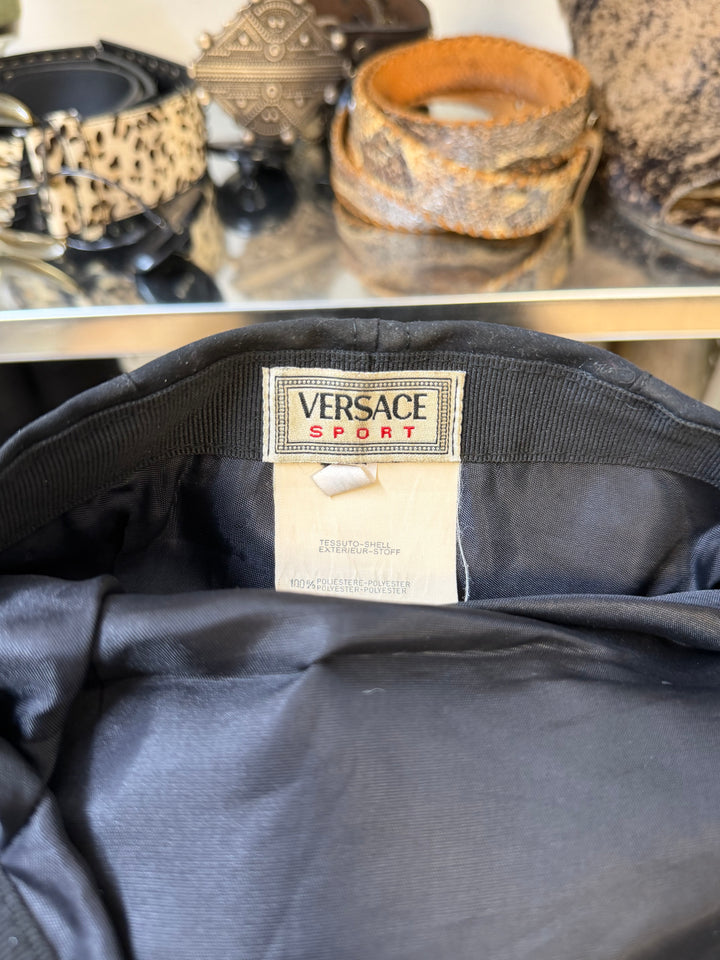 VERSACE
SPORT
TESSUTO-SHELL
EXTERIEUR-STOFF
100% POLIESTERE-POLYESTER
POLYESTER-POLYESTER